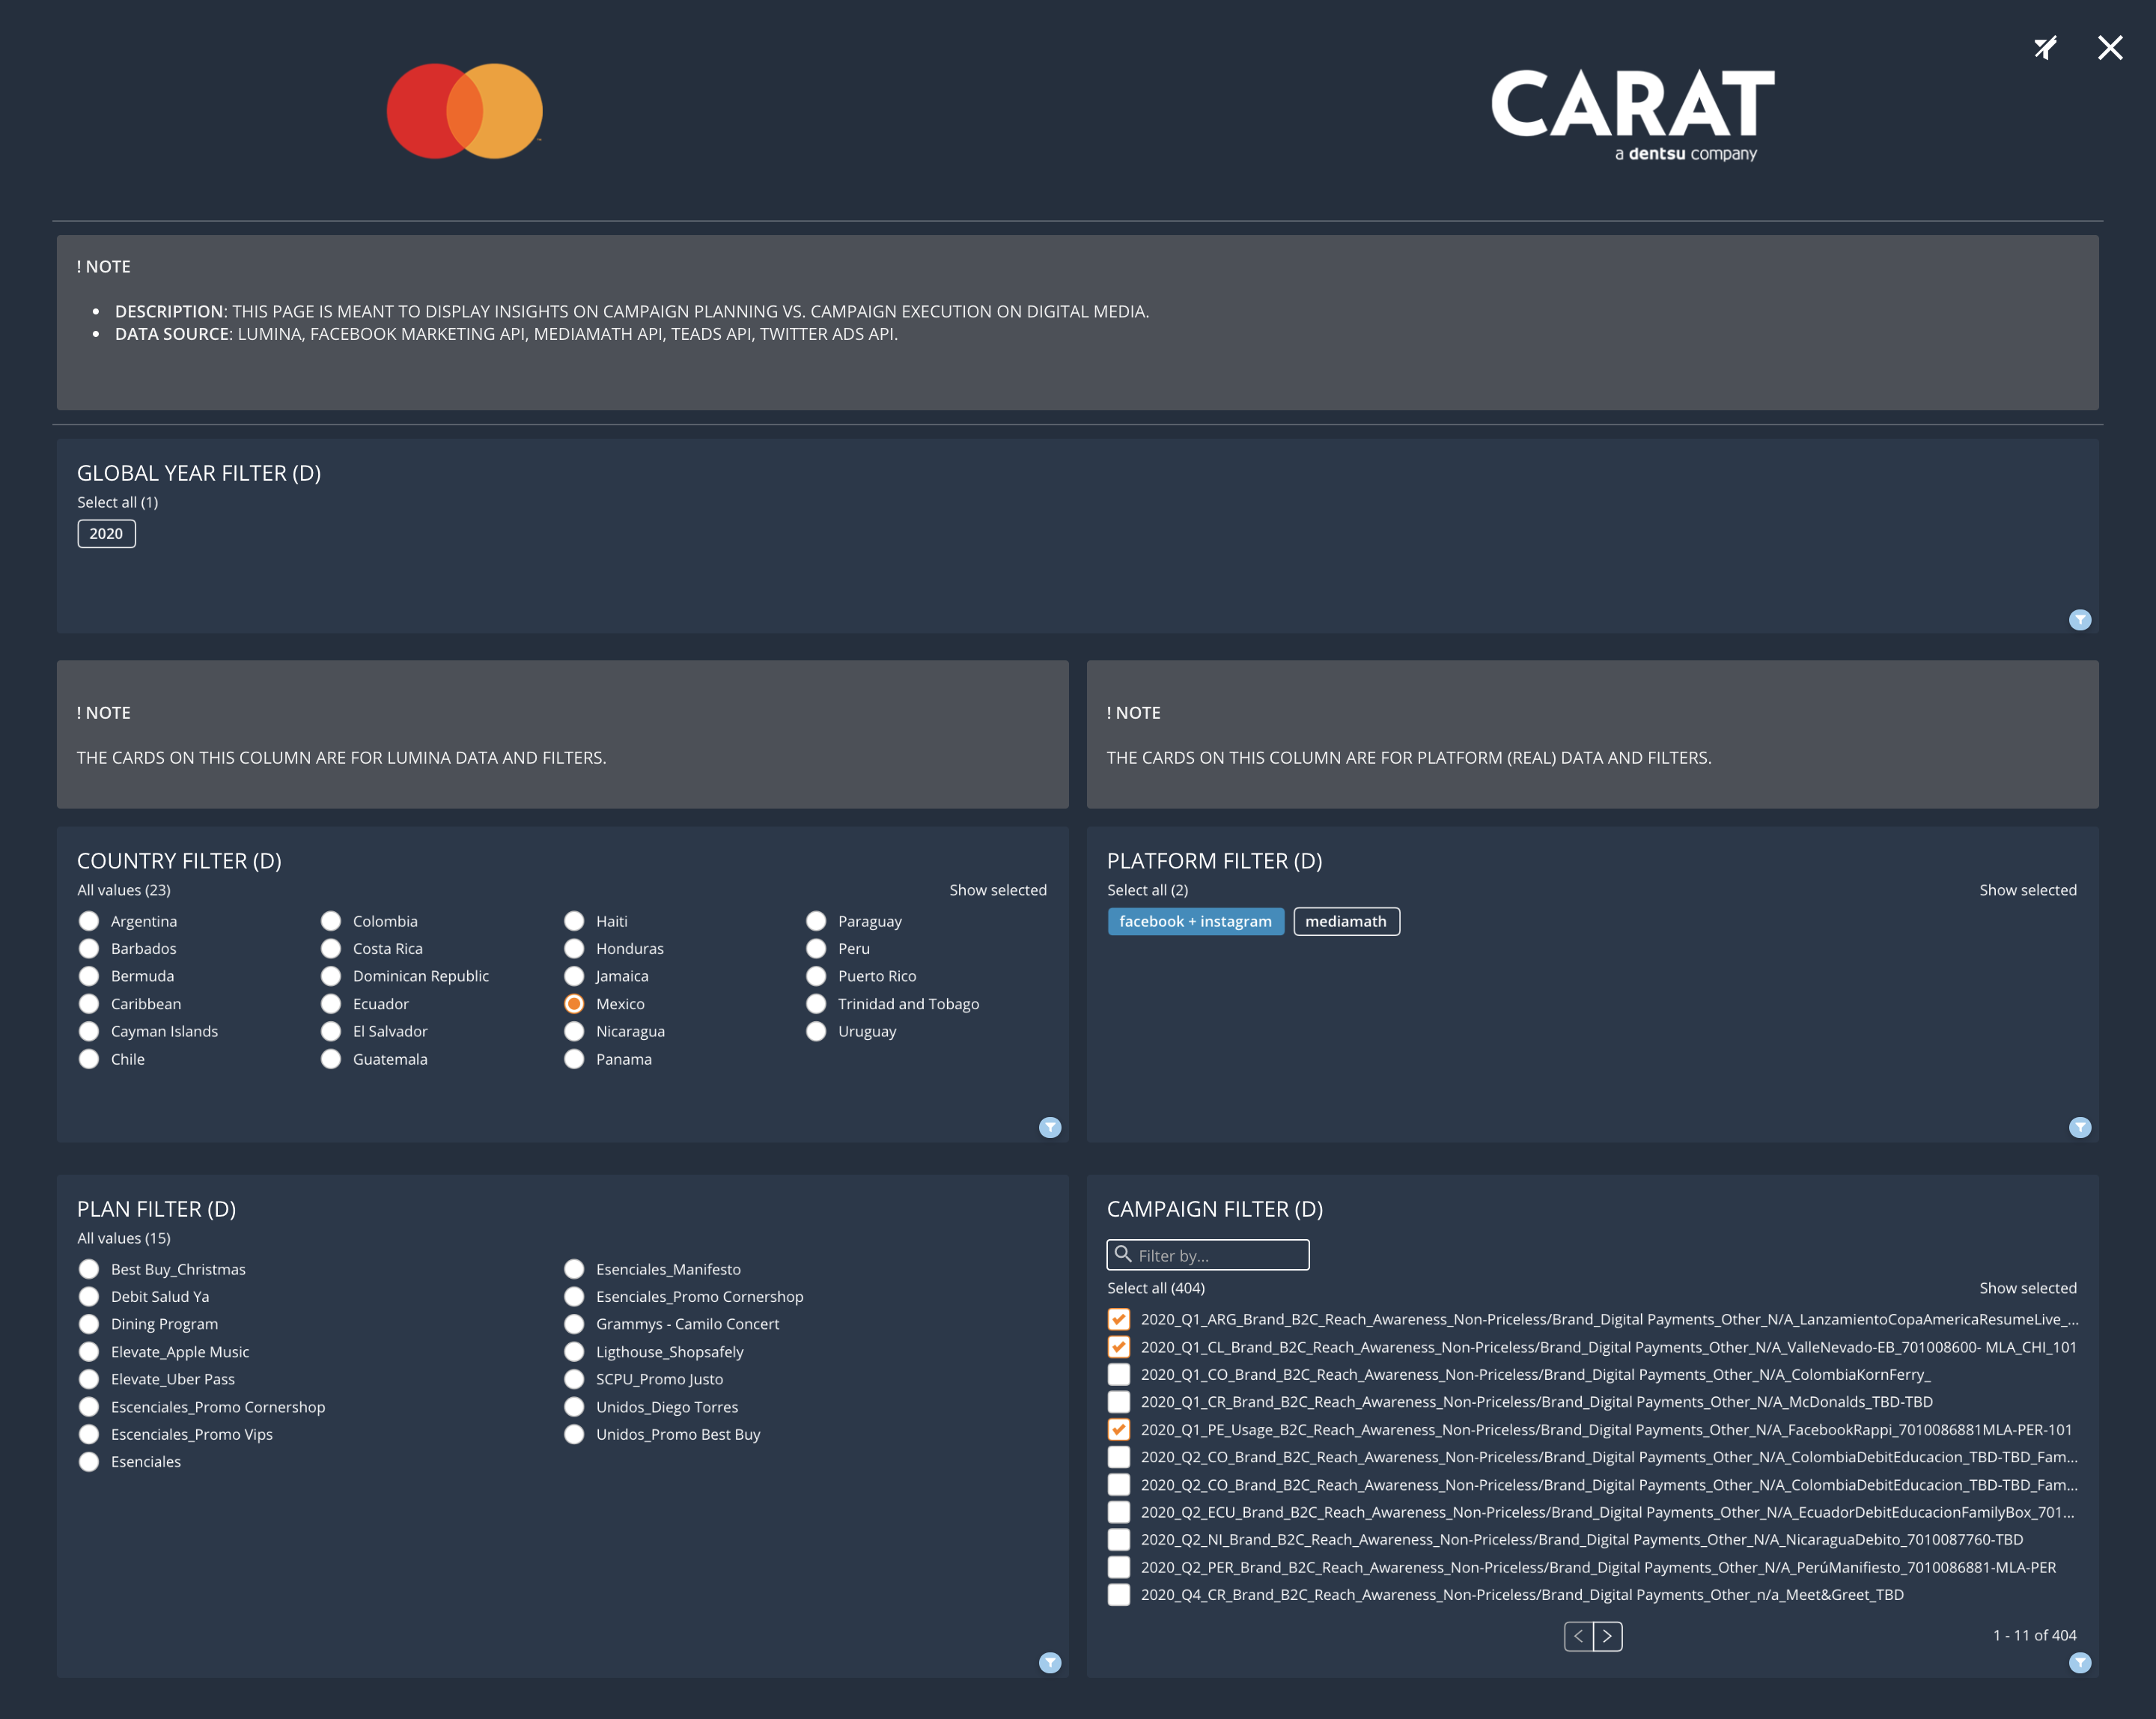 CARAT
a dentsu company
! NOTE
• DESCRIPTION: THIS PAGE IS MEANT TO DISPLAY INSIGHTS ON CAMPAIGN PLANNING VS. CAMPAIGN EXECUTION ON DIGITAL MEDIA.
• DATA SOURCE: LUMINA, FACEBOOK MARKETING API, MEDIAMATH API, TEADS API, TWITTER ADS API.
GLOBAL YEAR FILTER (D)
Select all (1)
2020
! NOTE
THE CARDS ON THIS COLUMN ARE FOR LUMINA DATA AND FILTERS.
! NOTE
THE CARDS ON THIS COLUMN ARE FOR PLATFORM (REAL) DATA AND FILTERS.
COUNTRY FILTER (D)
All values (23)
Show selected
Argentina
Barbados
Bermuda
Caribbean
Cayman Islands
Chile
Colombia
Costa Rica
Dominican Republic
Ecuador
El Salvador
Guatemala
Haiti
Honduras
Jamaica
Mexico
Nicaragua
Panama
Paraguay
Peru
Puerto Rico
Trinidad and Tobago
Uruguay
PLATFORM FILTER (D)
Select all (2)
Show selected
facebook + instagram
mediamath
PLAN FILTER (D)
All values (15)
Best Buy_Christmas
Debit Salud Ya
Dining Program
Elevate_Apple Music
Elevate_Uber Pass
Escenciales_Promo Cornershop
Escenciales_Promo Vips
Esenciales
Esenciales_Manifesto
Esenciales_Promo Cornershop
Grammys - Camilo Concert
Ligthouse_Shopsafely
SCPU_Promo Justo
Unidos_Diego Torres
Unidos_Promo Best Buy
CAMPAIGN FILTER (D)
Filter by...
Select all (404)
Show selected
2020_Q1_ARG_Brand_B2C_Reach_Awareness_Non-Priceless/Brand_Digital Payments_Other_N/A_LanzamientoCopaAmericaResumeLive_...
2020_Q1_CL_Brand_B2C_Reach_Awareness_Non-Priceless/Brand_Digital Payments_Other_N/A_ValleNevado-EB_701008600- MLA_CHI_101
2020_Q1_CO_Brand_B2C_Reach_Awareness_Non-Priceless/Brand_Digital Payments_Other_N/A_ColombiaKornFerry_
2020_Q1_CR_Brand_B2C_Reach_Awareness_Non-Priceless/Brand_Digital Payments_Other_N/A_McDonalds_TBD-TBD
2020_Q1_PE_Usage_B2C_Reach_Awareness_Non-Priceless/Brand_Digital Payments_Other_N/A_FacebookRappi_7010086881MLA-PER-101
2020_Q2_CO_Brand_B2C_Reach_Awareness_Non-Priceless/Brand_Digital Payments_Other_N/A_ColombiaDebitEducacion_TBD-TBD_Fam...
2020_Q2_CO_Brand_B2C_Reach_Awareness_Non-Priceless/Brand_Digital Payments_Other_N/A_ColombiaDebitEducacion_TBD-TBD_Fam...
2020_Q2_ECU_Brand_B2C_Reach_Awareness_Non-Priceless/Brand_Digital Payments_Other_N/A_EcuadorDebitEducacionFamilyBox_701...
2020_Q2_NI_Brand_B2C_Reach_Awareness_Non-Priceless/Brand_Digital Payments_Other_N/A_NicaraguaDebito_7010087760-TBD
2020_Q2_PER_Brand_B2C_Reach_Awareness_Non-Priceless/Brand_Digital Payments_Other_N/A_PerúManifiesto_7010086881-MLA-PER
2020_Q4_CR_Brand_B2C_Reach_Awareness_Non-Priceless/Brand_Digital Payments_Other_n/a_Meet&Greet_TBD
1 - 11 of 404